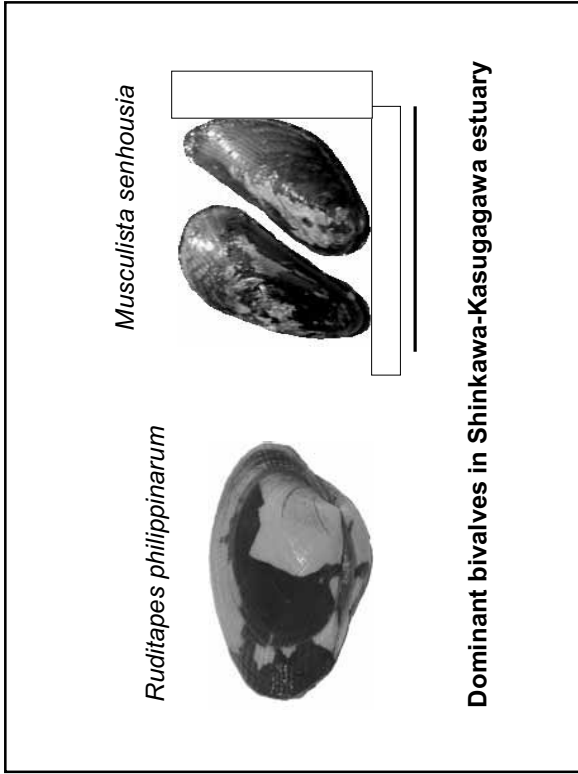 Ruditapes philippinarum
Musculista senhousia
Dominant bivalves in Shinkawa-Kasugagawa estuary